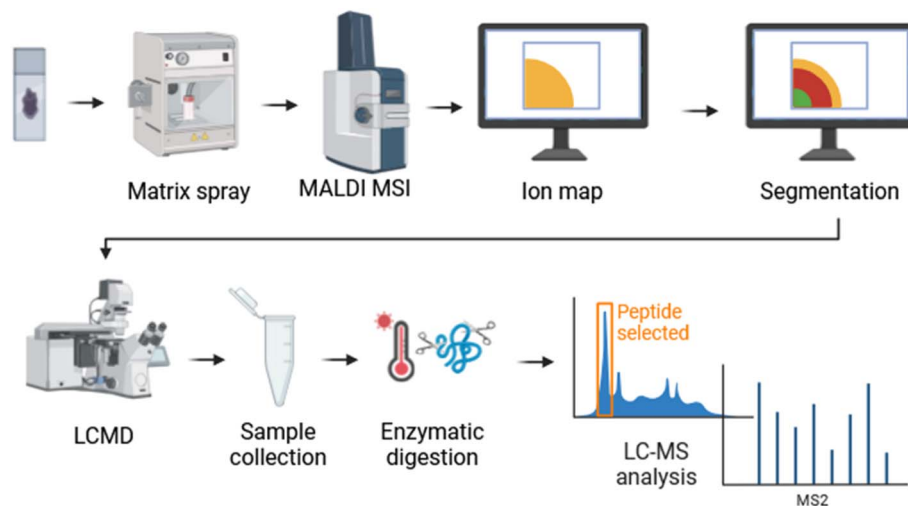 Matrix spray
MALDI MSI
Ion map
Segmentation
LCMD
Sample
collection
Enzymatic
digestion
Peptide
selected
LC-MS
analysis
MS2